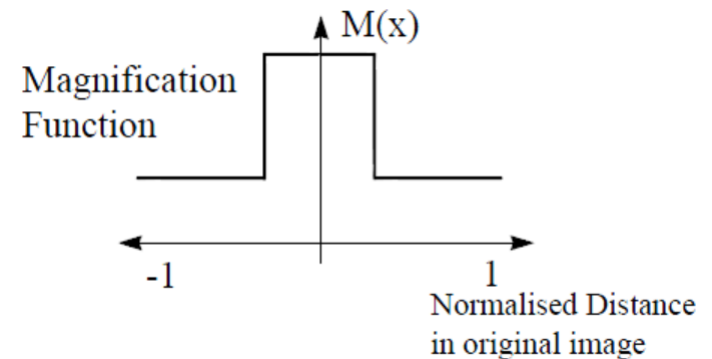 M(x)
Magnification
Function
-1
1
Normalised Distance
in original image